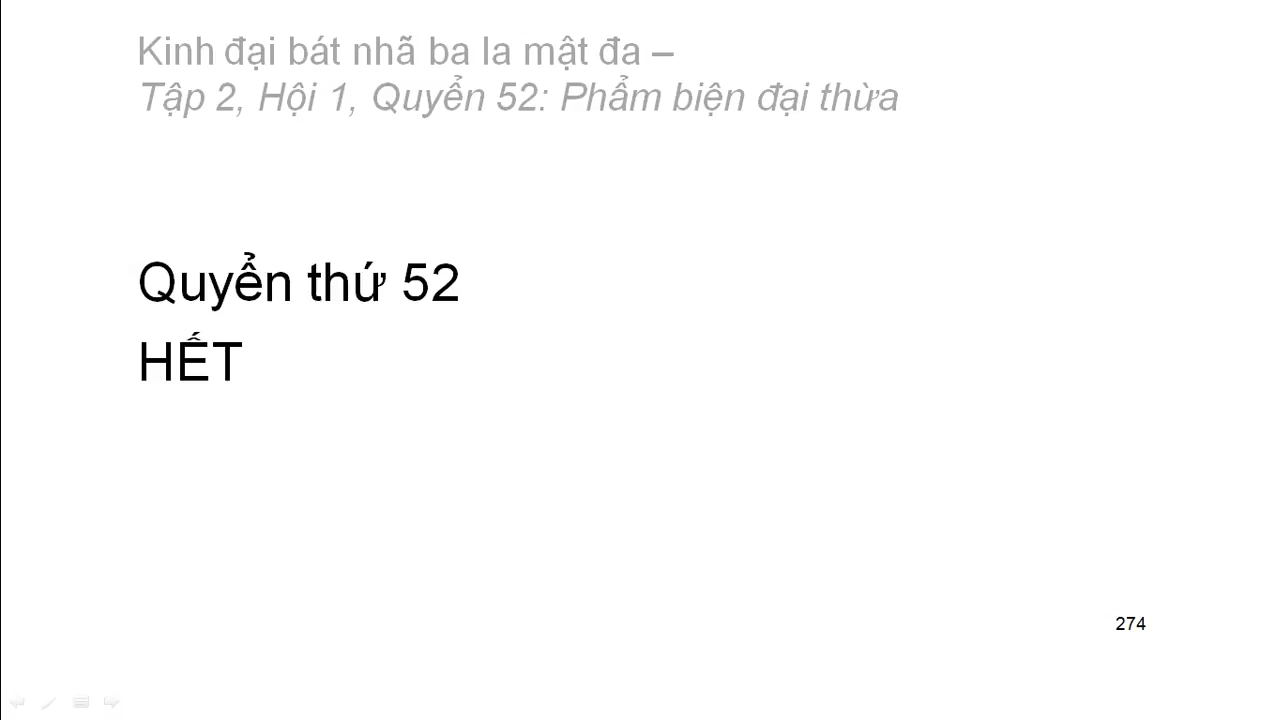 Kinh đại bát nhã ba la mật đa –
Tập 2, Hội 1, Quyển 52: Phẩm biện đại thừa
Quyển thứ 52
HẾT
274